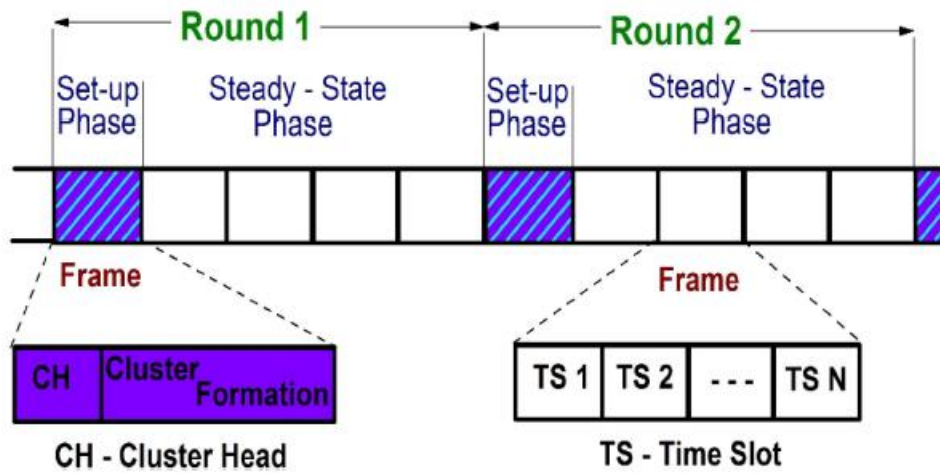 Round 1
Round 2
Set-up
Phase
Steady - State
Phase
Set-up
Phase
Steady - State
Phase
Frame
Frame
CH
Cluster
Formation
TS 1
TS 2
- - -
TS N
CH - Cluster Head
TS - Time Slot